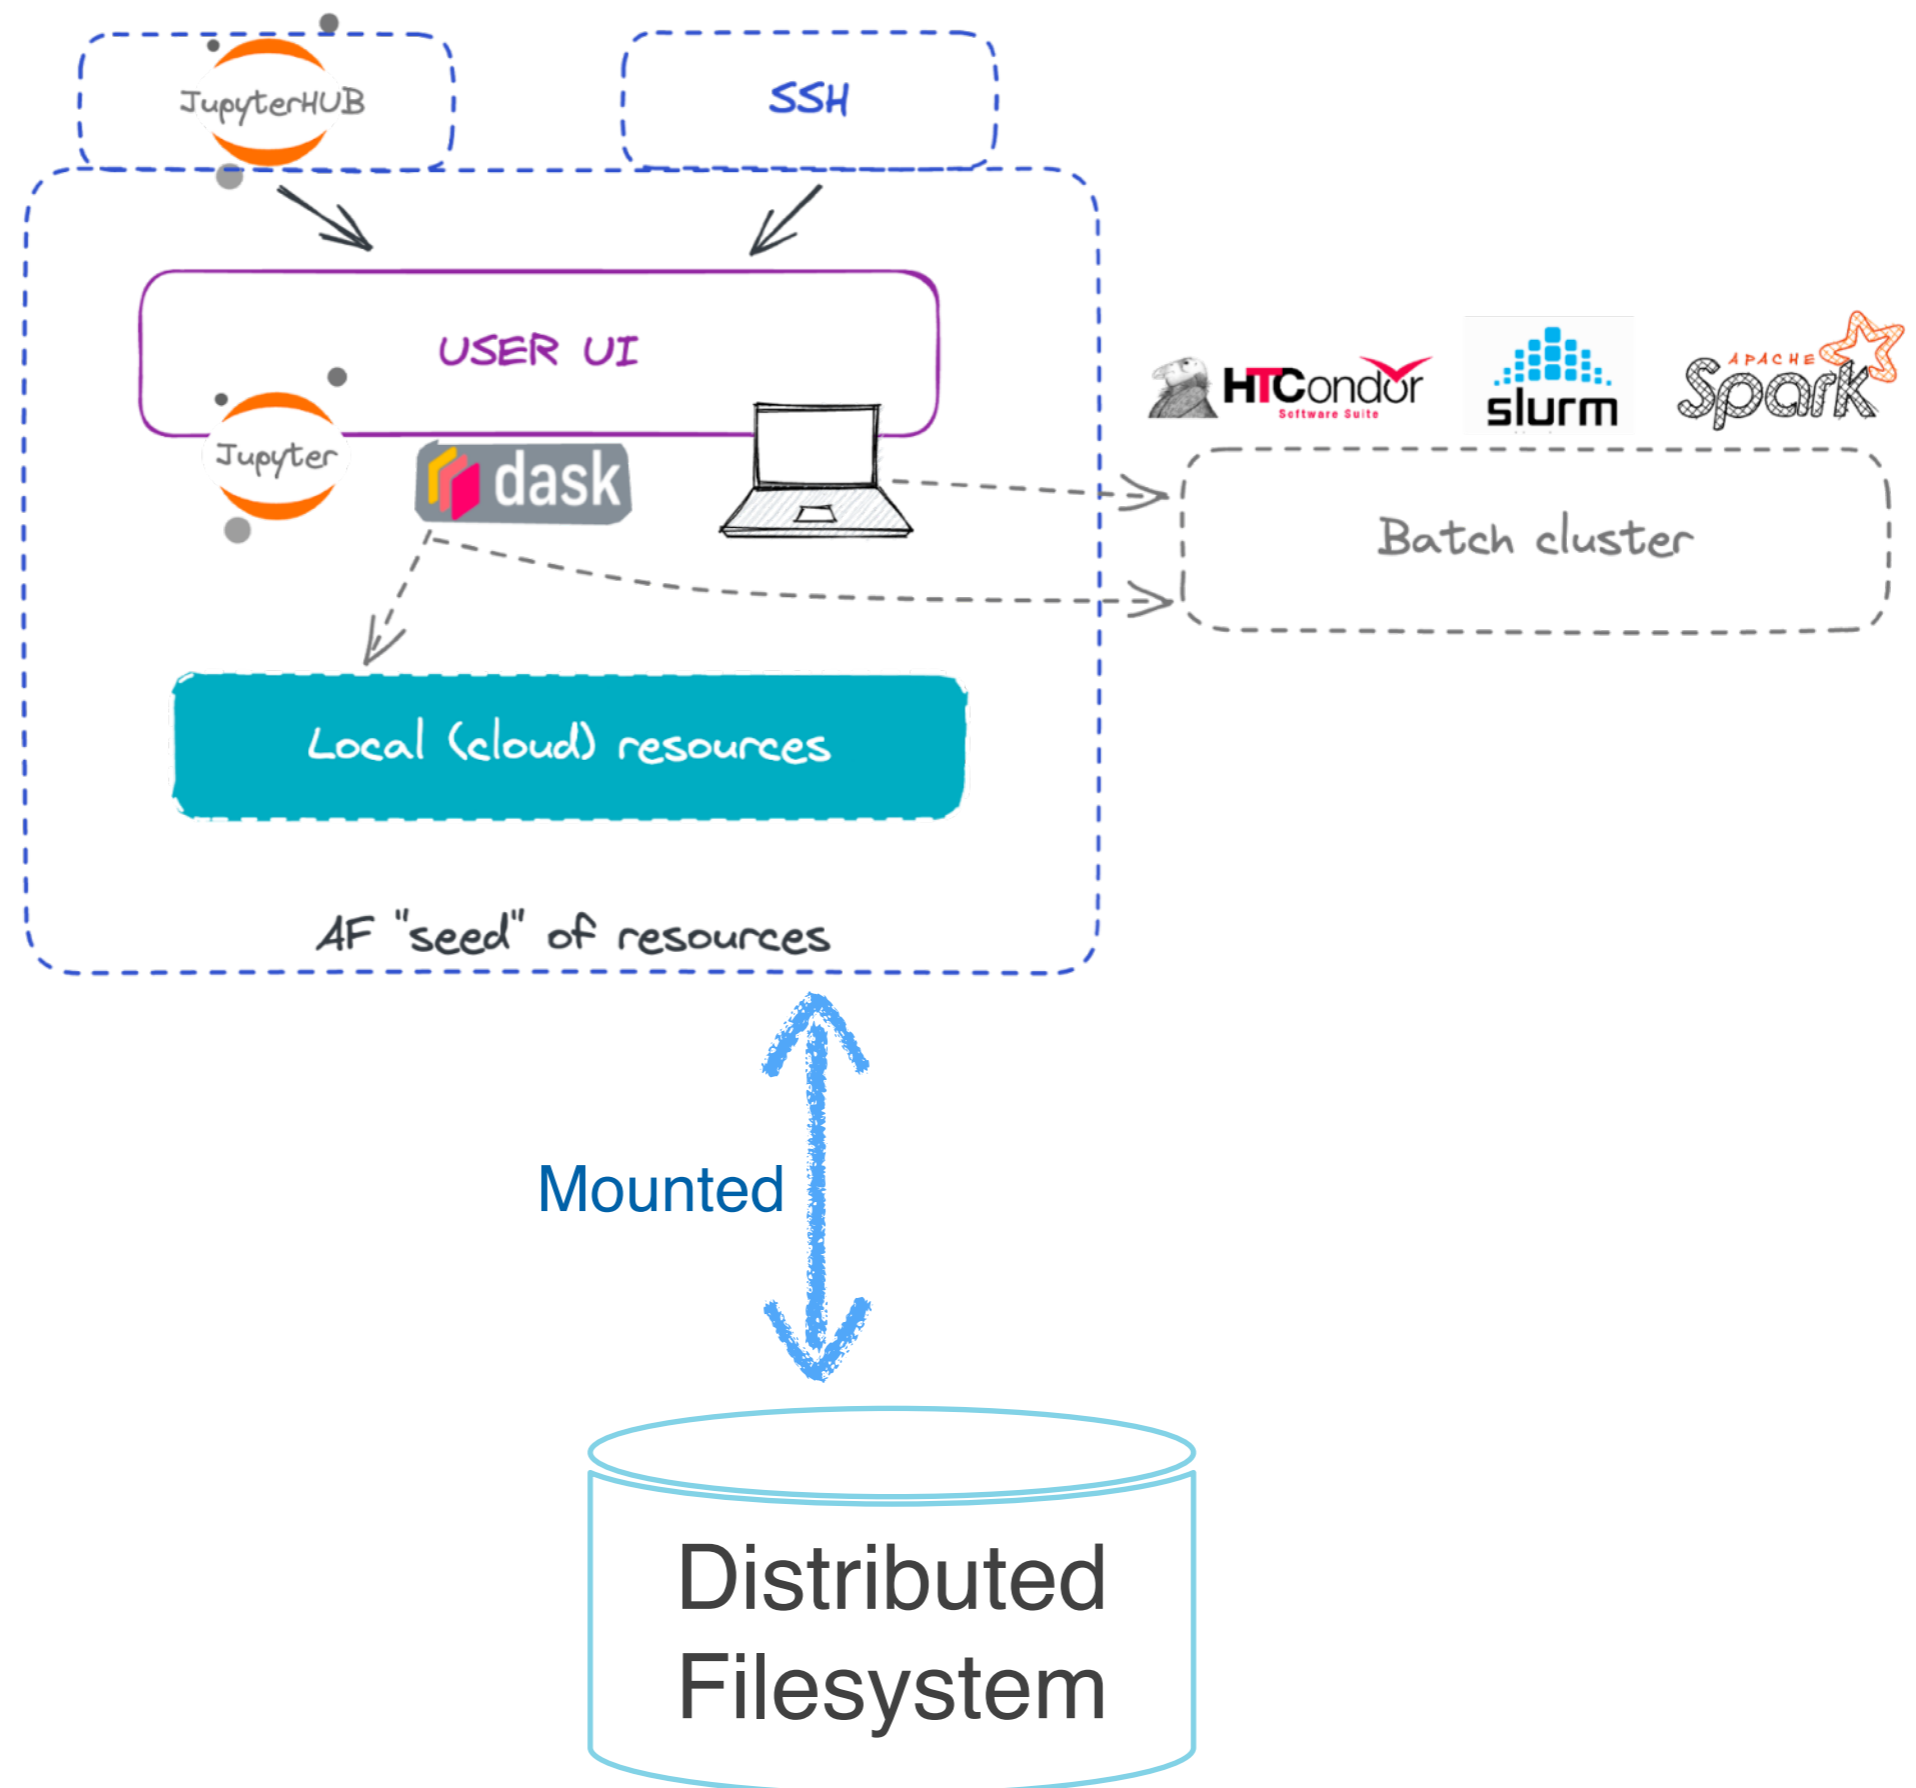 JupyterHUB
SSH
USER UI
Jupyter
dask
HTCondor
Software Suite
slurm
APACHE
Spark
Batch cluster
Local (cloud) resources
AF "seed" of resources
Mounted
Distributed
Filesystem